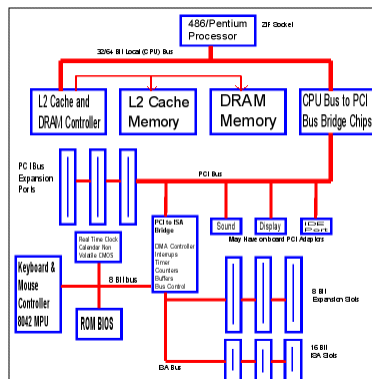 486/Pentium
Processor
ZIF Socket
32/64 Bit Local (CPU) Bus
L2 Cache and
DRAM Controller
L2 Cache
Memory
DRAM
Memory
CPU Bus to PCI
Bus Bridge Chips
PCI Bus
Expansion
Ports
PCI Bus
Sound
Display
IDE
Port
May Have onboard PCI Adaptors
PCI to ISA
Bridge
DMA Controller
Interups
Timer
Counters
Buffers
Bus Control
Real Time Clock
Calendar Non
Volatile CMOS
Keyboard &
Mouse
Controller
8042 MPU
8 Bit bus
ROM BIOS
8 Bit
Expansion Slots
16 Bit
ISA Slots
ISA Bus